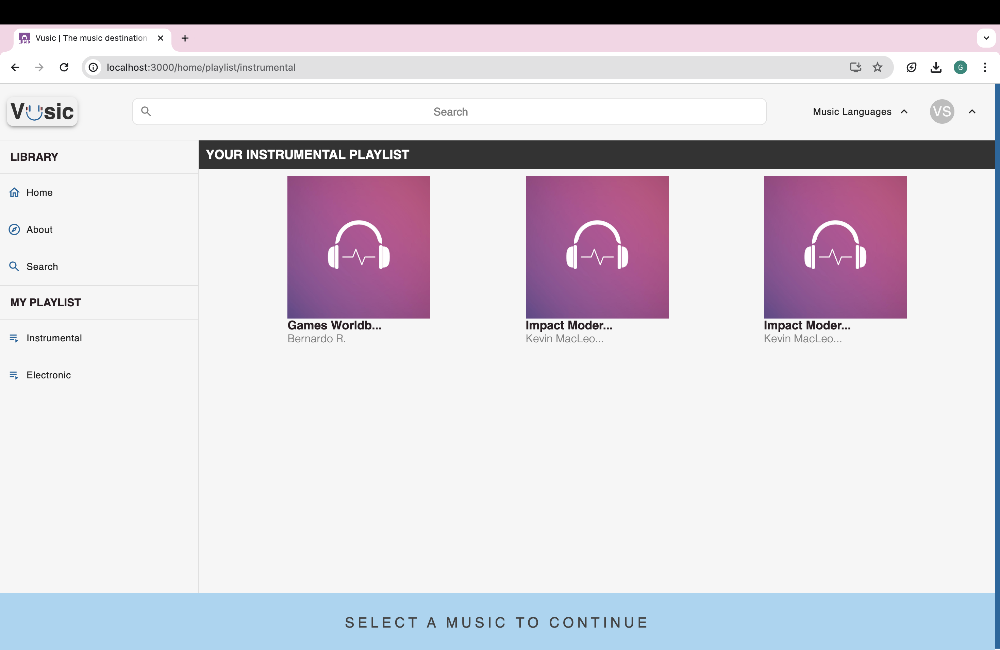 Vusic | The music destination
localhost:3000/home/playlist/instrumental
G
Vusic
Search
Music Languages
VS
LIBRARY
Home
About
Search
MY PLAYLIST
Instrumental
Electronic
YOUR INSTRUMENTAL PLAYLIST
Games Worldb...
Bernardo R.
Impact Moder...
Kevin MacLeo...
Impact Moder...
Kevin MacLeo...
SELECT A MUSIC TO CONTINUE